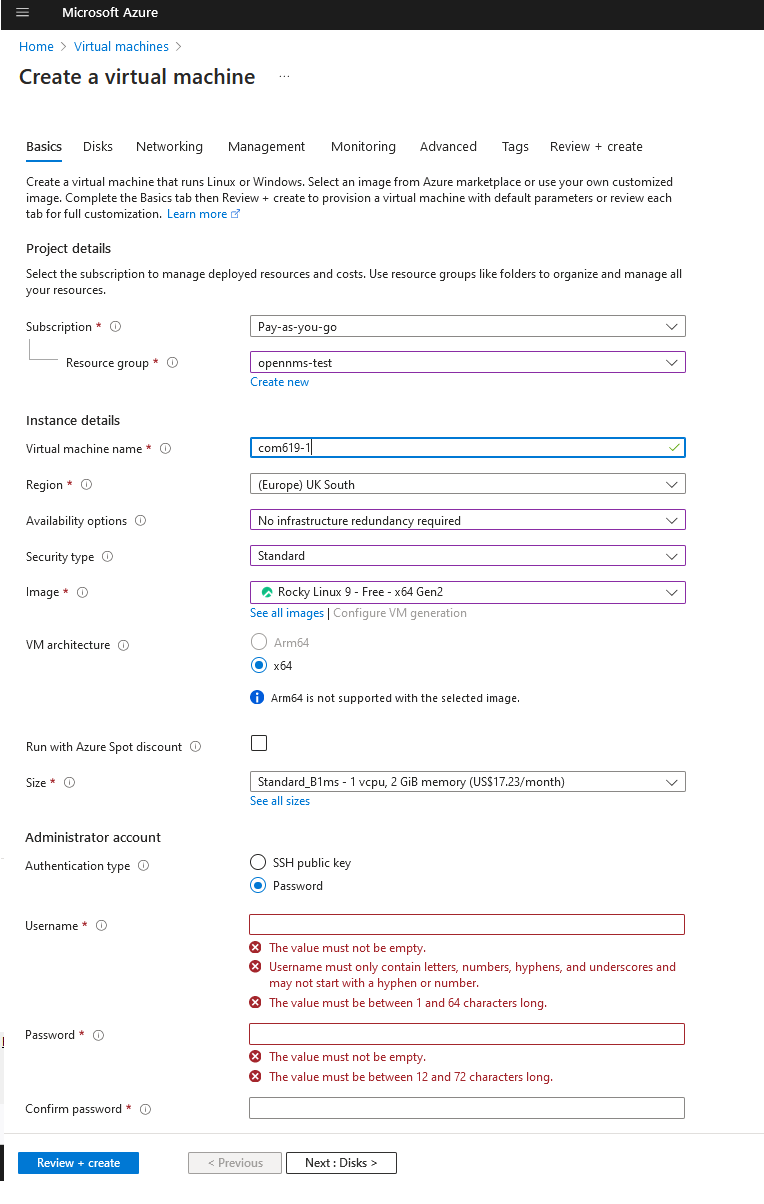 Microsoft Azure
Home > Virtual machines >
Create a virtual machine ...
Basics Disks Networking Management Monitoring Advanced Tags Review + create
Create a virtual machine that runs Linux or Windows. Select an image from Azure marketplace or use your own customized
image. Complete the Basics tab then Review + create to provision a virtual machine with default parameters or review each
tab for full customization. Learn more
Project details
Select the subscription to manage deployed resources and costs. Use resource groups like folders to organize and manage all
your resources.
Subscription * Pay-as-you-go
Resource group * opennms-test
Create new
Instance details
Virtual machine name * com619-1
Region * (Europe) UK South
Availability options No infrastructure redundancy required
Security type Standard
Image * Rocky Linux 9 - Free - x64 Gen2
See all images | Configure VM generation
VM architecture
Arm64
x64
Arm64 is not supported with the selected image.
Run with Azure Spot discount
Size * Standard_B1ms - 1 vcpu, 2 GiB memory (US$17.23/month)
See all sizes
Administrator account
Authentication type
SSH public key
Password
Username *
The value must not be empty.
Username must only contain letters, numbers, hyphens, and underscores and
may not start with a hyphen or number.
The value must be between 1 and 64 characters long.
Password *
The value must not be empty.
The value must be between 12 and 72 characters long.
Confirm password *
Review + create < Previous Next : Disks >